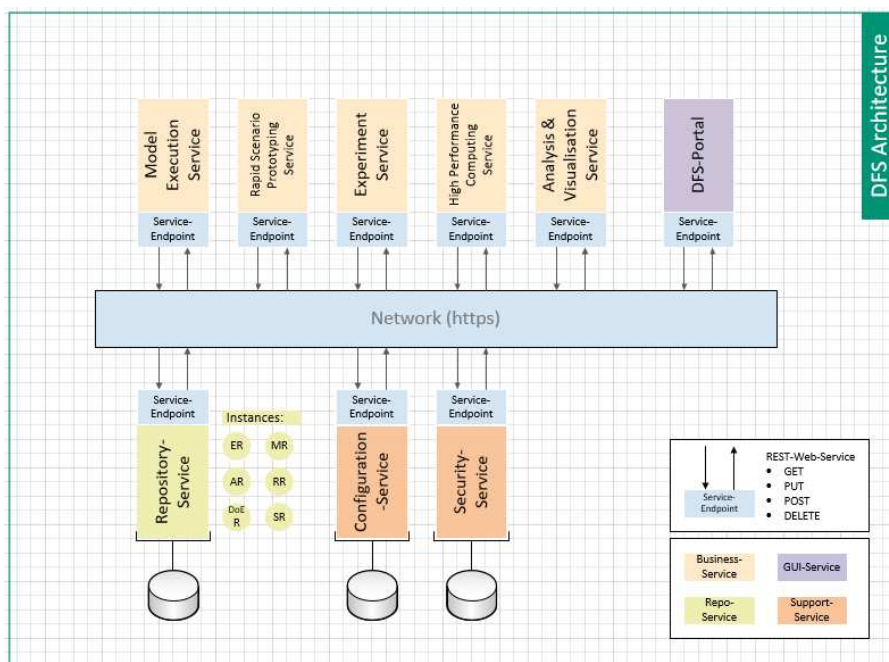 DFS Architecture
Model
Execution
Service
Rapid Scenario
Prototyping
Service
Experiment
Service
High Performance
Computing
Service
Analysis &
Visualisation
Service
DFS-Portal
Service-
Endpoint
Service-
Endpoint
Service-
Endpoint
Service-
Endpoint
Service-
Endpoint
Service-
Endpoint
Network (https)
Service-
Endpoint
Service-
Endpoint
Service-
Endpoint
Repository-
Service
Instances:
ER
MR
AR
RR
DoE
R
SR
Configuration
-Service
Security-
Service
REST-Web-Service
• GET
• PUT
• POST
• DELETE
Service-
Endpoint
Business-
Service
GUI-Service
Repo-
Service
Support-
Service